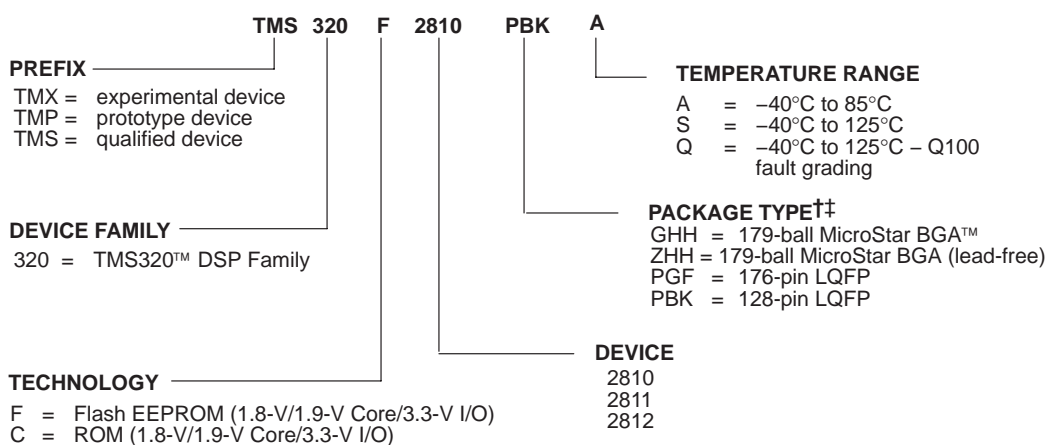 TMS 320 F 2810 PBK A
PREFIX
TMX = experimental device
TMP = prototype device
TMS = qualified device
TEMPERATURE RANGE
A = −40°C to 85°C
S = −40°C to 125°C
Q = −40°C to 125°C − Q100
fault grading
PACKAGE TYPE†‡
GHH = 179-ball MicroStar BGA™
ZHH = 179-ball MicroStar BGA (lead-free)
PGF = 176-pin LQFP
PBK = 128-pin LQFP
DEVICE FAMILY
320 = TMS320™ DSP Family
DEVICE
2810
2811
2812
TECHNOLOGY
F = Flash EEPROM (1.8-V/1.9-V Core/3.3-V I/O)
C = ROM (1.8-V/1.9-V Core/3.3-V I/O)